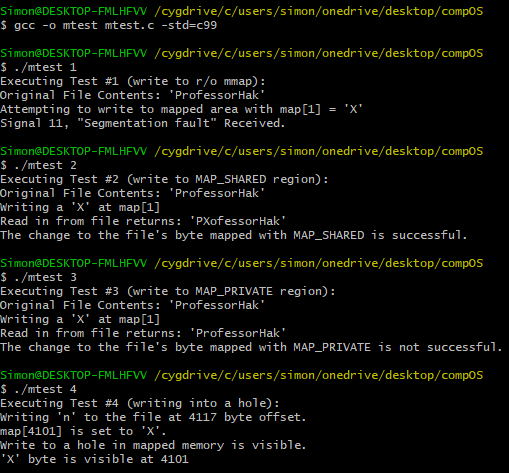 Simon@DESKTOP-FMLHFVV /cygdrive/c/users/simon/onedrive/desktop/compOS
$ gcc -o mtest mtest.c -std=c99
Simon@DESKTOP-FMLHFVV /cygdrive/c/users/simon/onedrive/desktop/compOS
$ ./mtest 1
Executing Test #1 (write to r/o mmap):
Original File Contents: 'ProfessorHak'
Attempting to write to mapped area with map[1] = 'X'
Signal 11, "Segmentation fault" Received.
Simon@DESKTOP-FMLHFVV /cygdrive/c/users/simon/onedrive/desktop/compOS
$ ./mtest 2
Executing Test #2 (write to MAP_SHARED region):
Original File Contents: 'ProfessorHak'
Writing a 'X' at map[1]
Read in from file returns: 'PXofessorHak'
The change to the file's byte mapped with MAP_SHARED is successful.
Simon@DESKTOP-FMLHFVV /cygdrive/c/users/simon/onedrive/desktop/compOS
$ ./mtest 3
Executing Test #3 (write to MAP_PRIVATE region):
Original File Contents: 'ProfessorHak'
Writing a 'X' at map[1]
Read in from file returns: 'ProfessorHak'
The change to the file's byte mapped with MAP_PRIVATE is not successful.
Simon@DESKTOP-FMLHFVV /cygdrive/c/users/simon/onedrive/desktop/compOS
$ ./mtest 4
Executing Test #4 (writing into a hole):
Writing 'n' to the file at 4117 byte offset.
map[4101] is set to 'X'.
Write to a hole in mapped memory is visible.
'X' byte is visible at 4101